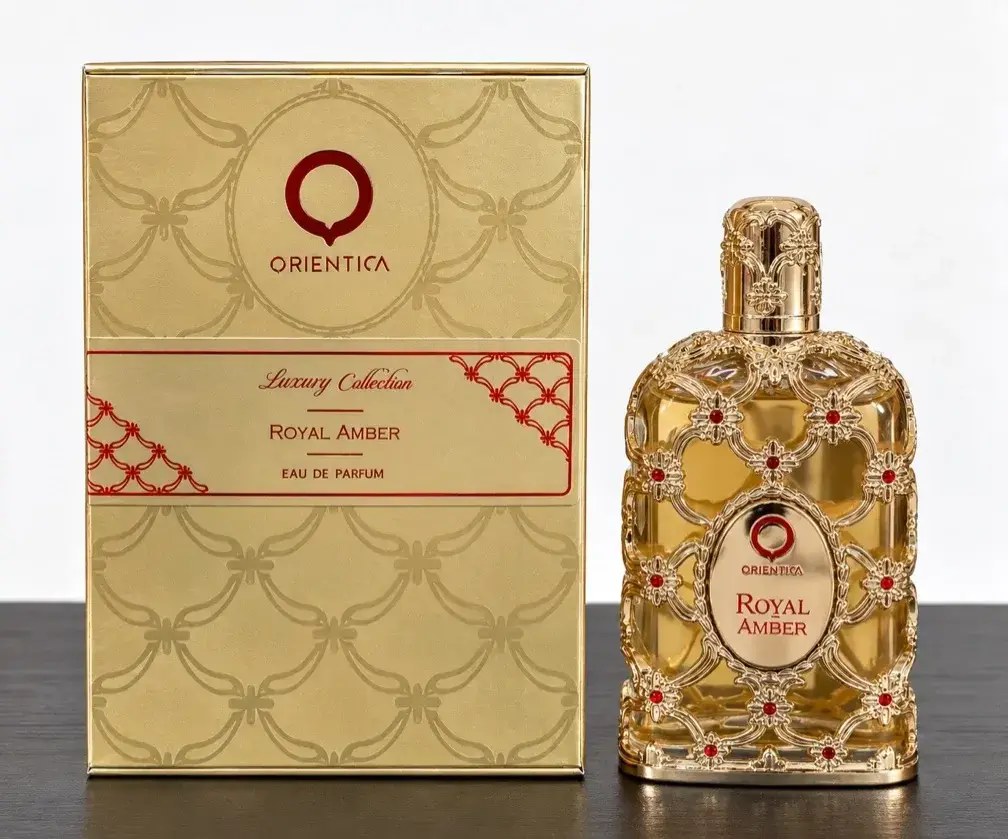 ORIENTICA
Luxury Collection
ROYAL AMBER
EAU DE PARFUM
ORIENTICA
ROYAL
AMBER